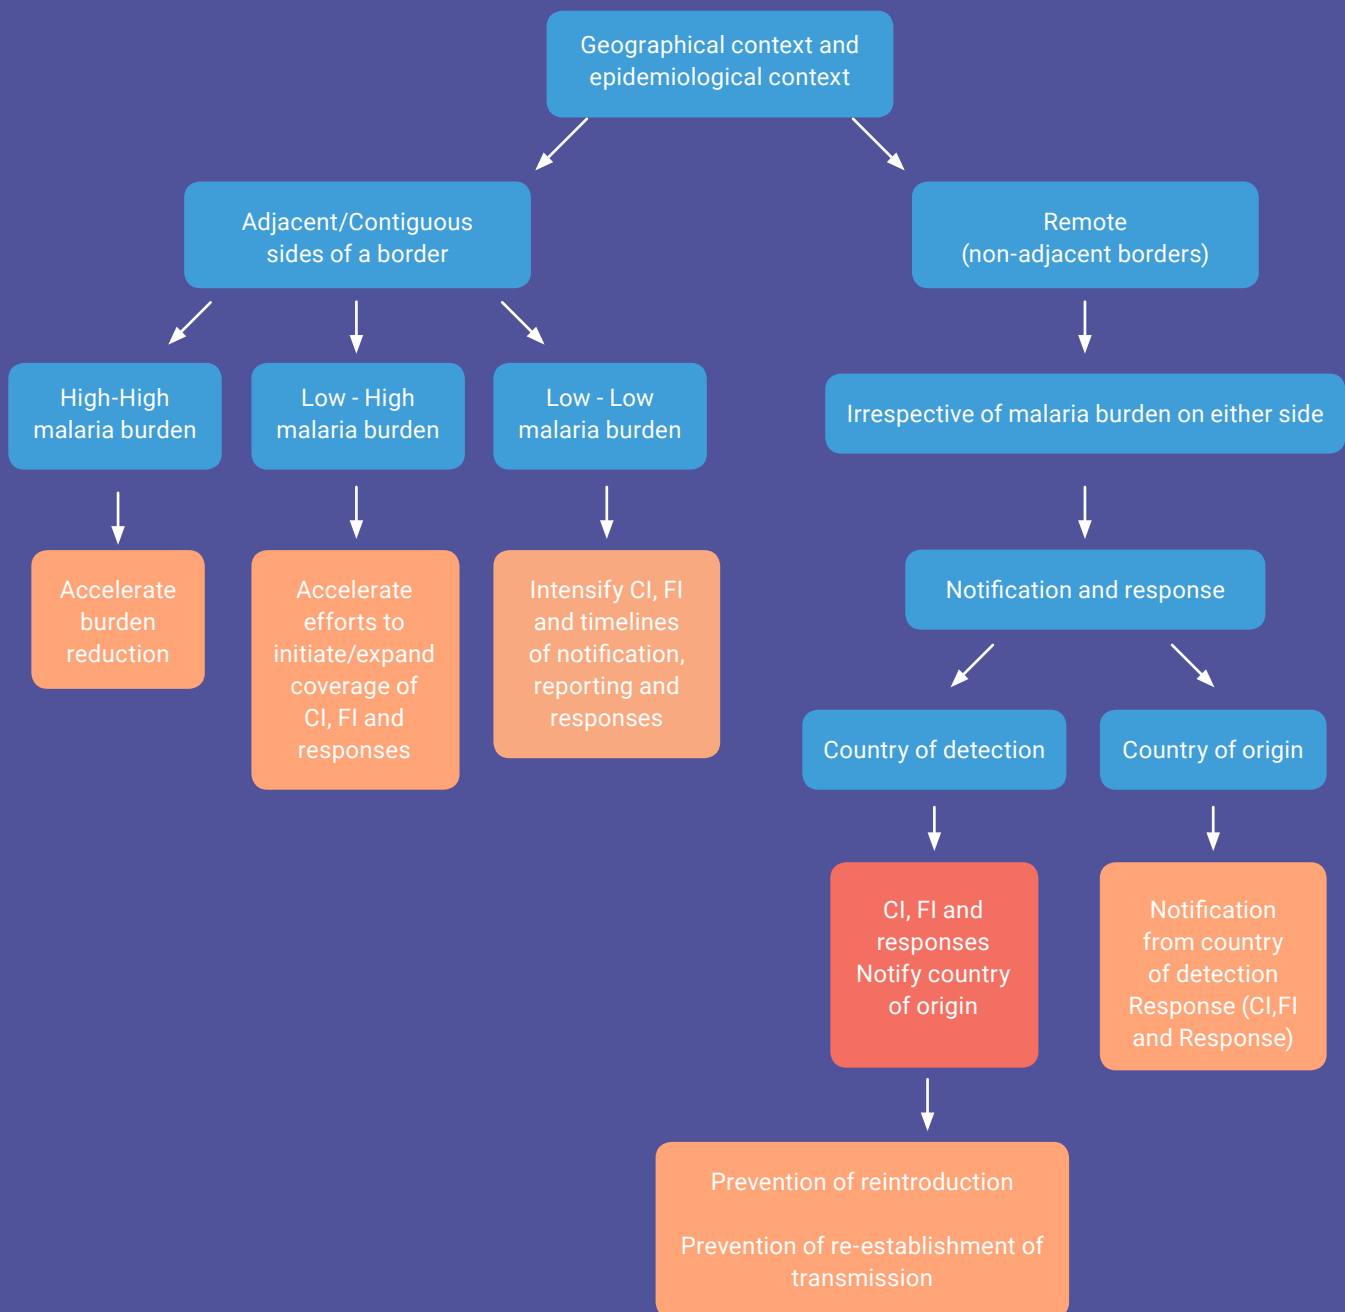 Geographical context and
epidemiological context
Adjacent/Contiguous
sides of a border
Remote
(non-adjacent borders)
High-High
malaria burden
Low - High
malaria burden
Low - Low
malaria burden
Irrespective of malaria burden on either side
Accelerate
burden
reduction
Accelerate
efforts to
initiate/expand
coverage of
CI, FI and
responses
Intensify CI, FI
and timelines
of notification,
reporting and
responses
Notification and response
Country of detection
Country of origin
CI, FI and
responses
Notify country
of origin
Notification
from country
of detection
Response (CI,FI
and Response)
Prevention of reintroduction
Prevention of re-establishment of
transmission